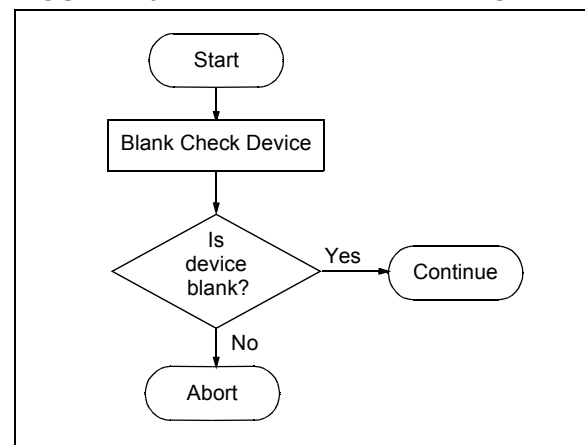 Start
Blank Check Device
Is
device
blank?
Yes
Continue
No
Abort